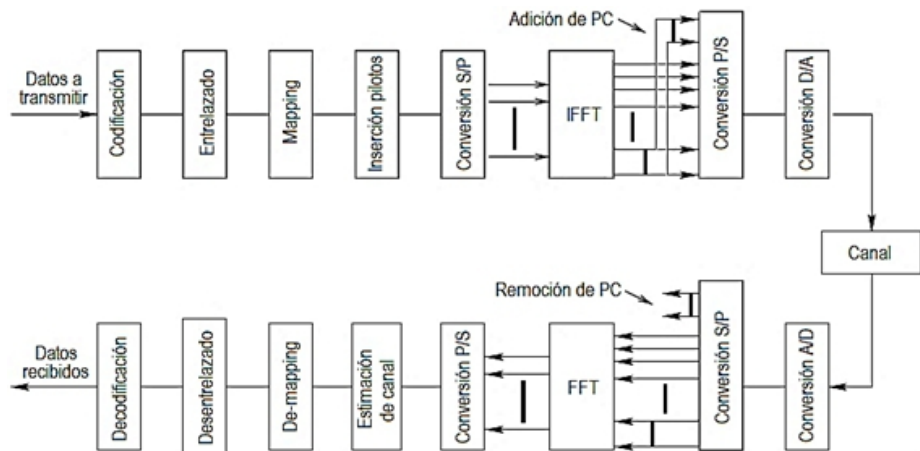 Adición de PC
Datos a
transmitir
Codificación
Entrelazado
Mapping
Inserción pilotos
Conversión S/P
IFFT
Conversión P/S
Conversión D/A
Canal
Remoción de PC
Datos
recibidos
Decodificación
Desentrelazado
De-mapping
Estimación
de canal
Conversión P/S
FFT
Conversión S/P
Conversión A/D